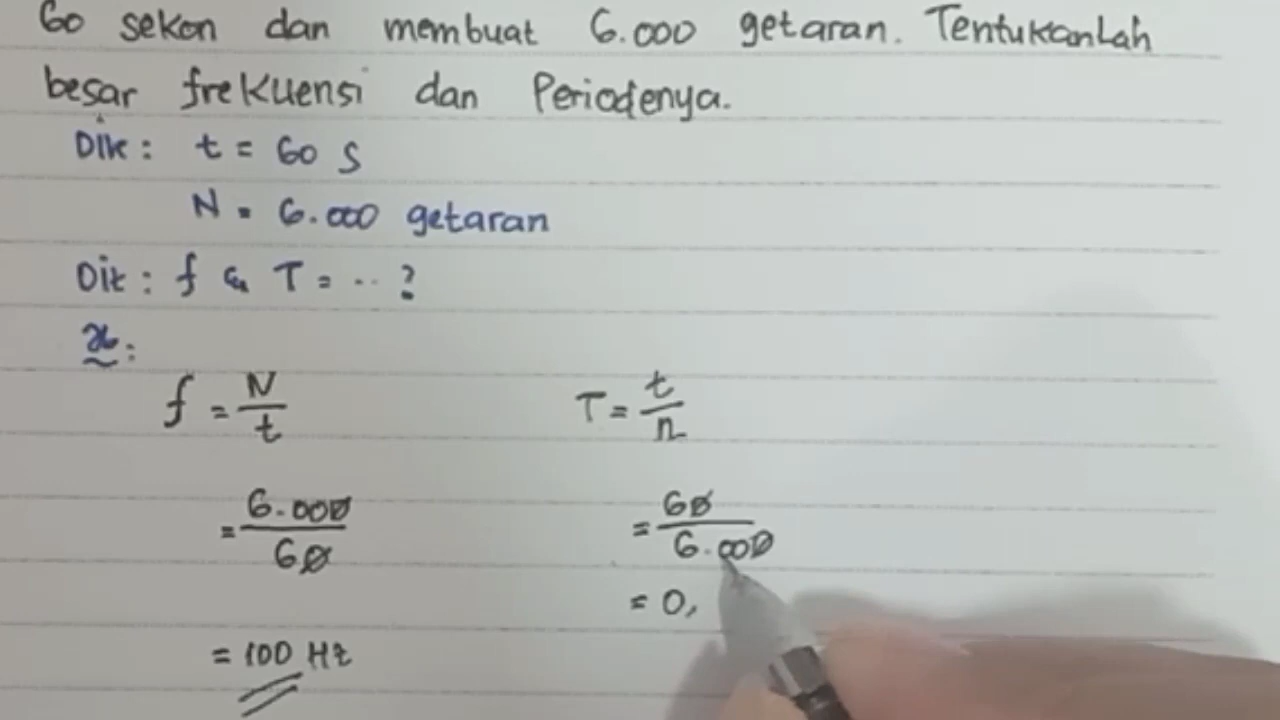 60 sekon dan membuat 6.000 getaran. Tentukanlah
besar frekuensi dan Periodenya.
Dik: t = 60 s
N = 6.000 getaran
Dit: f & T = ... ?
f = N/t
T = t/n
= 6.000/60
= 60/6.000
= 0,
= 100 Hz